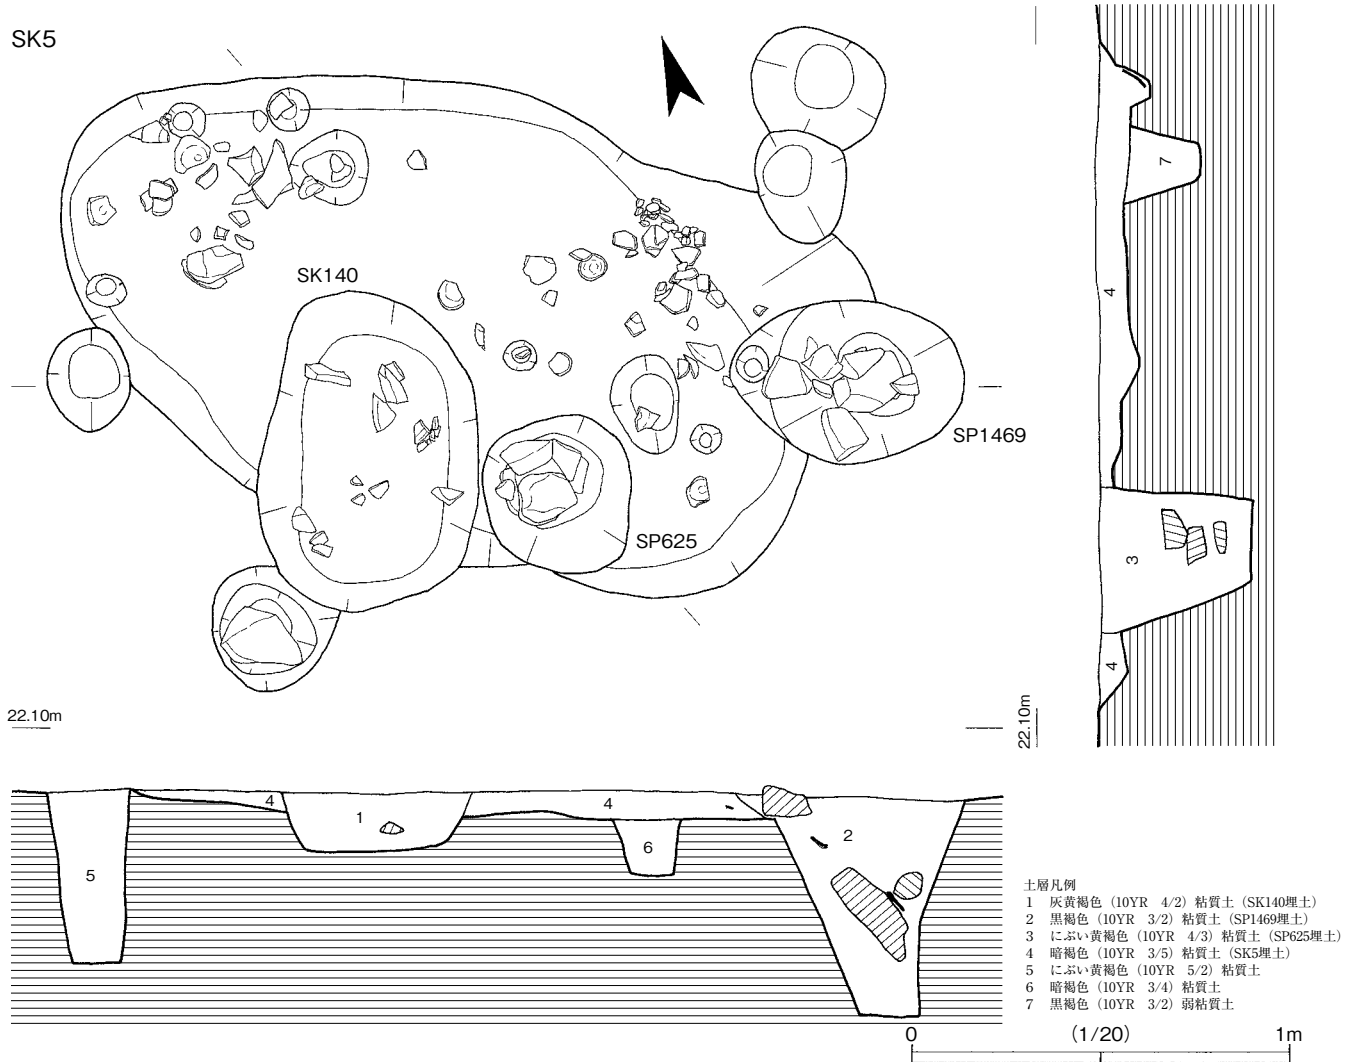 SK5
SK140
SP1469
SP625
22.10m
22.10m
7
4
3
4
4
1
4
2
6
5
土層凡例
1 灰黄褐色（10YR 4/2）粘質土（SK140埋土）
2 黒褐色（10YR 3/2）粘質土（SP1469埋土）
3 にぶい黄褐色（10YR 4/3）粘質土（SP625埋土）
4 暗褐色（10YR 3/5）粘質土（SK5埋土）
5 にぶい黄褐色（10YR 5/2）粘質土
6 暗褐色（10YR 3/4）粘質土
7 黒褐色（10YR 3/2）弱粘質土
0 (1/20) 1m